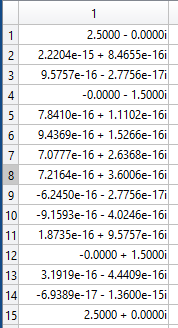 1
1 2.5000 - 0.0000i
2 2.2204e-15 + 8.4655e-16i
3 9.5757e-16 - 2.7756e-17i
4 -0.0000 - 1.5000i
5 7.8410e-16 + 1.1102e-16i
6 9.4369e-16 + 1.5266e-16i
7 7.0777e-16 + 2.6368e-16i
8 7.2164e-16 + 3.6006e-16i
9 -6.2450e-16 - 2.7756e-17i
10 -9.1593e-16 - 4.0246e-16i
11 1.8735e-16 + 9.5757e-16i
12 -0.0000 + 1.5000i
13 3.1919e-16 - 4.4409e-16i
14 -6.9389e-17 - 1.3600e-15i
15 2.5000 + 0.0000i